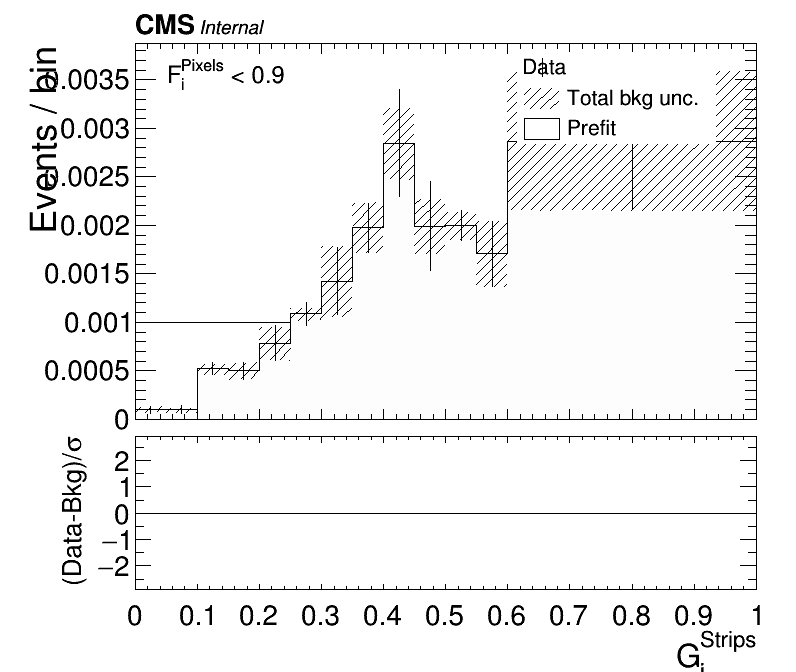 CMS Internal
Events / bin
F_i^Pixels < 0.9
Data
Total bkg unc.
Prefit
0.0035
0.003
0.0025
0.002
0.0015
0.001
0.0005
0
(Data-Bkg)/σ
2
1
0
−1
−2
0 0.1 0.2 0.3 0.4 0.5 0.6 0.7 0.8 0.9 1
G_i^Strips